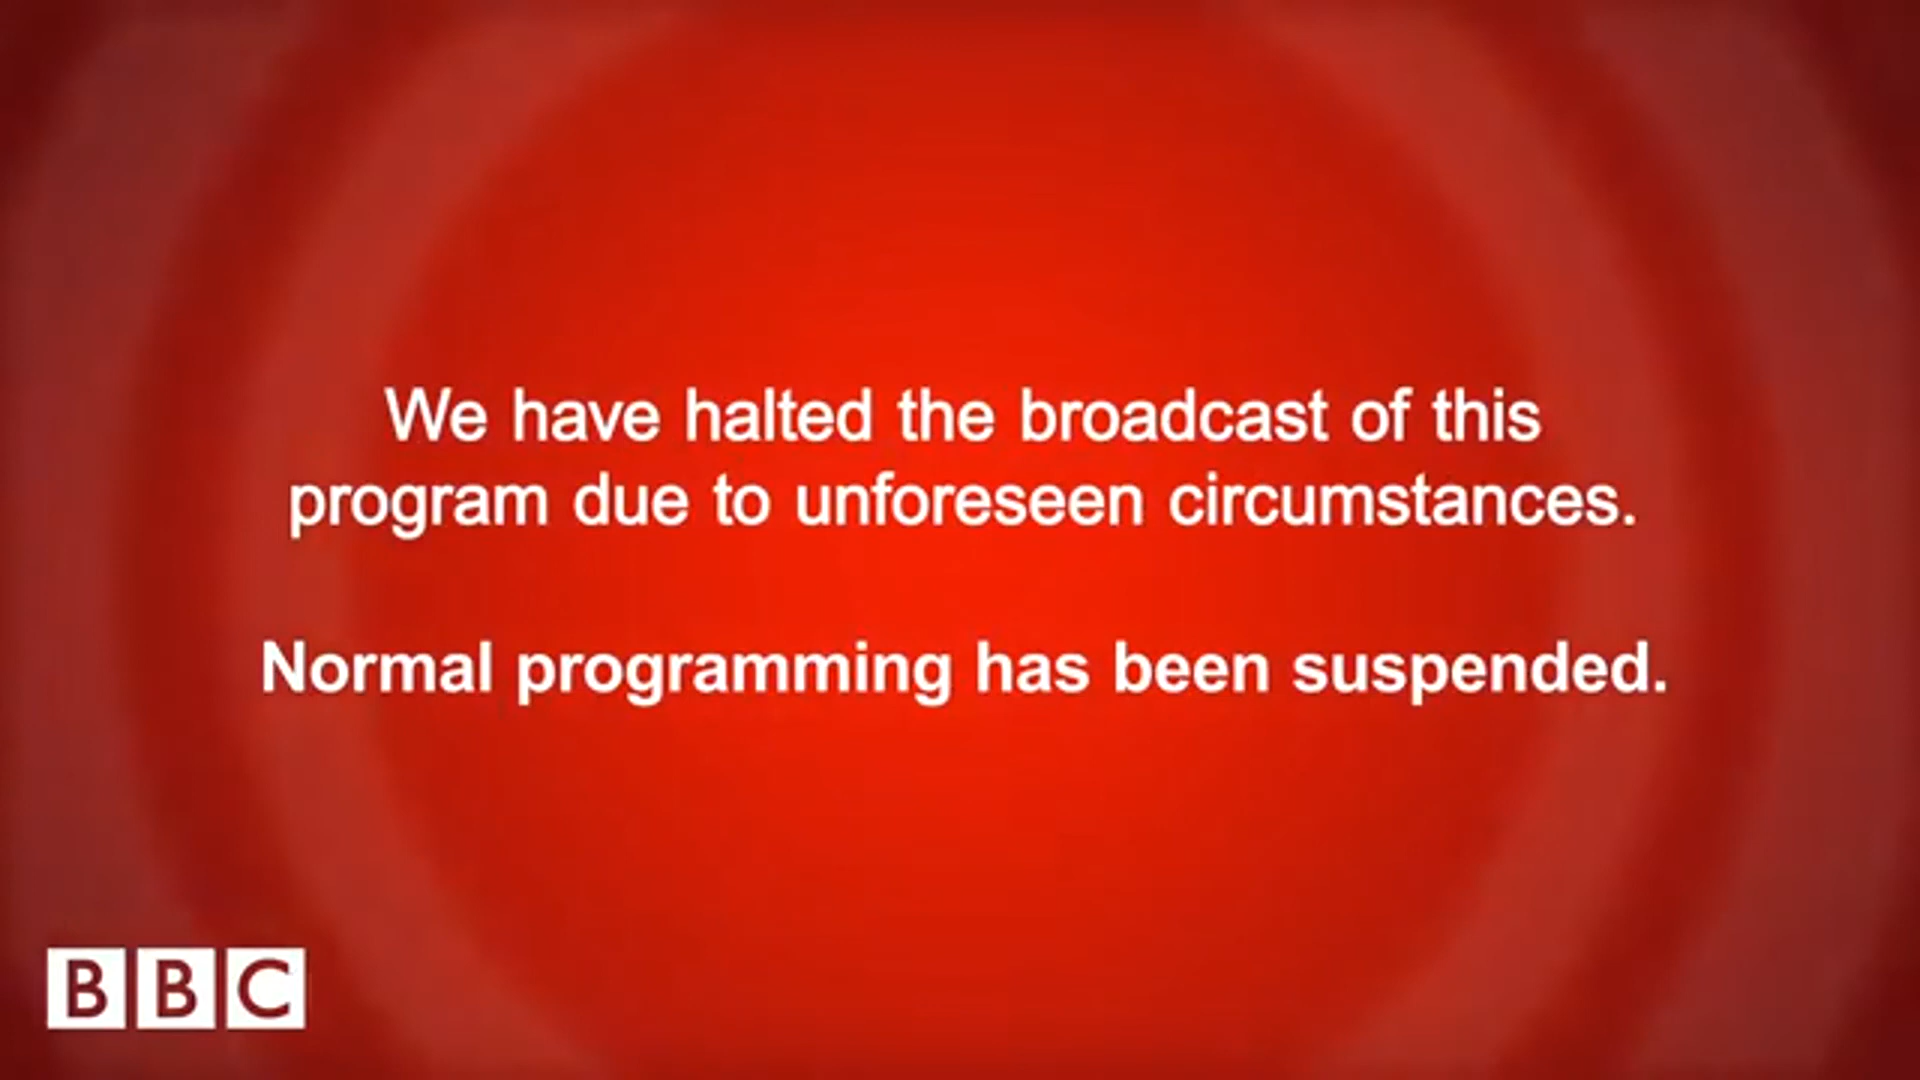 We have halted the broadcast of this
program due to unforeseen circumstances.
Normal programming has been suspended.
BBC